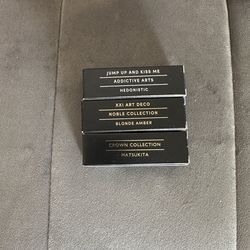 JUMP UP AND KISS ME
ADDICTIVE ARTS
HEDONISTIC
XXI ART DECO
NOBLE COLLECTION
BLONDE AMBER
CROWN COLLECTION
MATSUKITA